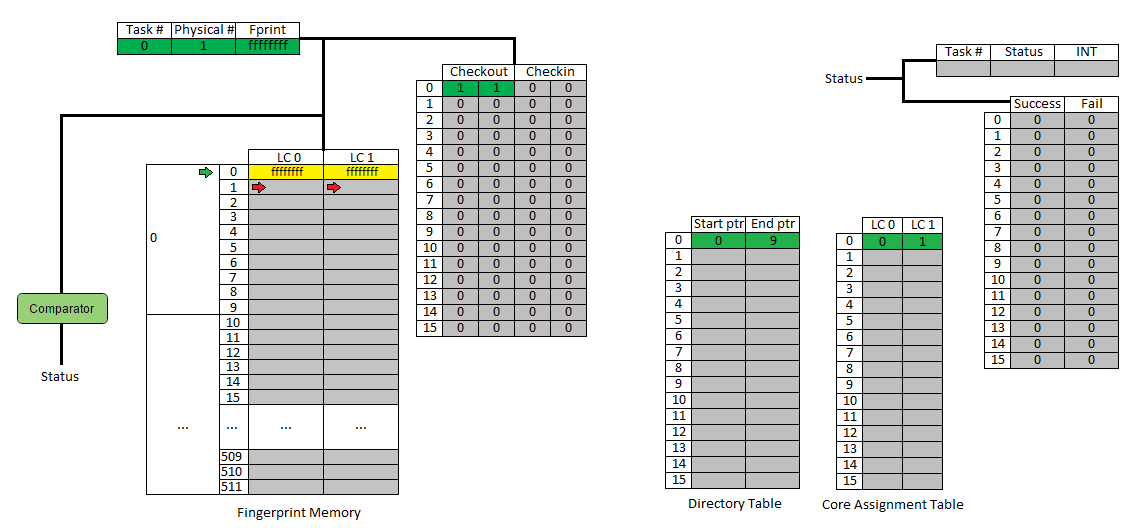 Task # Physical # Fprint
0 1 ffffffff
Checkout Checkin
0 1 1 0 0
1 0 0 0 0
2 0 0 0 0
3 0 0 0 0
4 0 0 0 0
5 0 0 0 0
6 0 0 0 0
7 0 0 0 0
8 0 0 0 0
9 0 0 0 0
10 0 0 0 0
11 0 0 0 0
12 0 0 0 0
13 0 0 0 0
14 0 0 0 0
15 0 0 0 0
LC 0 LC 1
0 ffffffff ffffffff
1
2
3
4
0
5
6
7
8
9
10
11
12
13
14
15
... ... ... ...
509
510
511
Fingerprint Memory
Comparator
Status
Start ptr End ptr
0 0 9
1
2
3
4
5
6
7
8
9
10
11
12
13
14
15
Directory Table
LC 0 LC 1
0 0 1
1
2
3
4
5
6
7
8
9
10
11
12
13
14
15
Core Assignment Table
Status
Task # Status INT
Success Fail
0 0 0
1 0 0
2 0 0
3 0 0
4 0 0
5 0 0
6 0 0
7 0 0
8 0 0
9 0 0
10 0 0
11 0 0
12 0 0
13 0 0
14 0 0
15 0 0